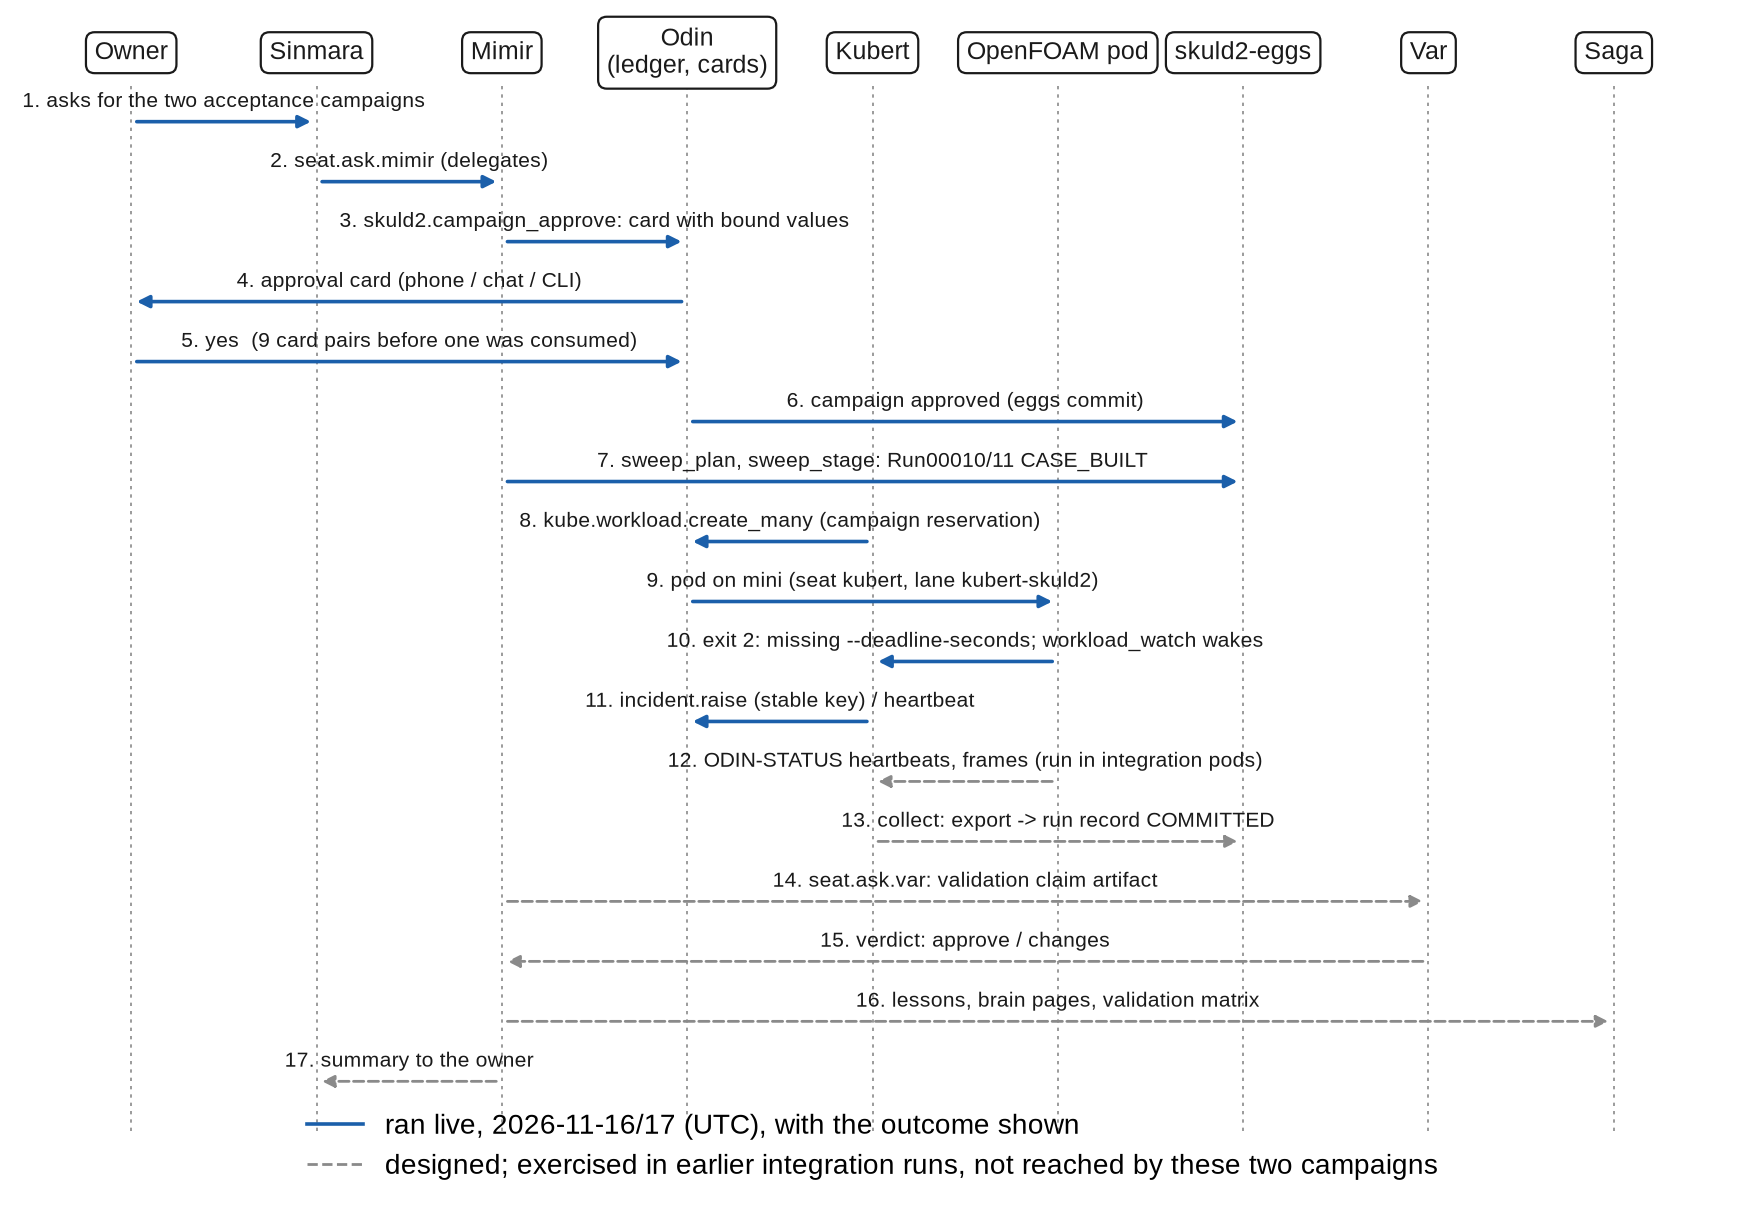 Owner
Sinmara
Mimir
Odin
(ledger, cards)
Kubert
OpenFOAM pod
skuld2-eggs
Var
Saga
1. asks for the two acceptance campaigns
2. seat.ask.mimir (delegates)
3. skuld2.campaign_approve: card with bound values
4. approval card (phone / chat / CLI)
5. yes  (9 card pairs before one was consumed)
6. campaign approved (eggs commit)
7. sweep_plan, sweep_stage: Run00010/11 CASE_BUILT
8. kube.workload.create_many (campaign reservation)
9. pod on mini (seat kubert, lane kubert-skuld2)
10. exit 2: missing --deadline-seconds; workload_watch wakes
11. incident.raise (stable key) / heartbeat
12. ODIN-STATUS heartbeats, frames (run in integration pods)
13. collect: export -> run record COMMITTED
14. seat.ask.var: validation claim artifact
15. verdict: approve / changes
16. lessons, brain pages, validation matrix
17. summary to the owner
ran live, 2026-11-16/17 (UTC), with the outcome shown
designed; exercised in earlier integration runs, not reached by these two campaigns